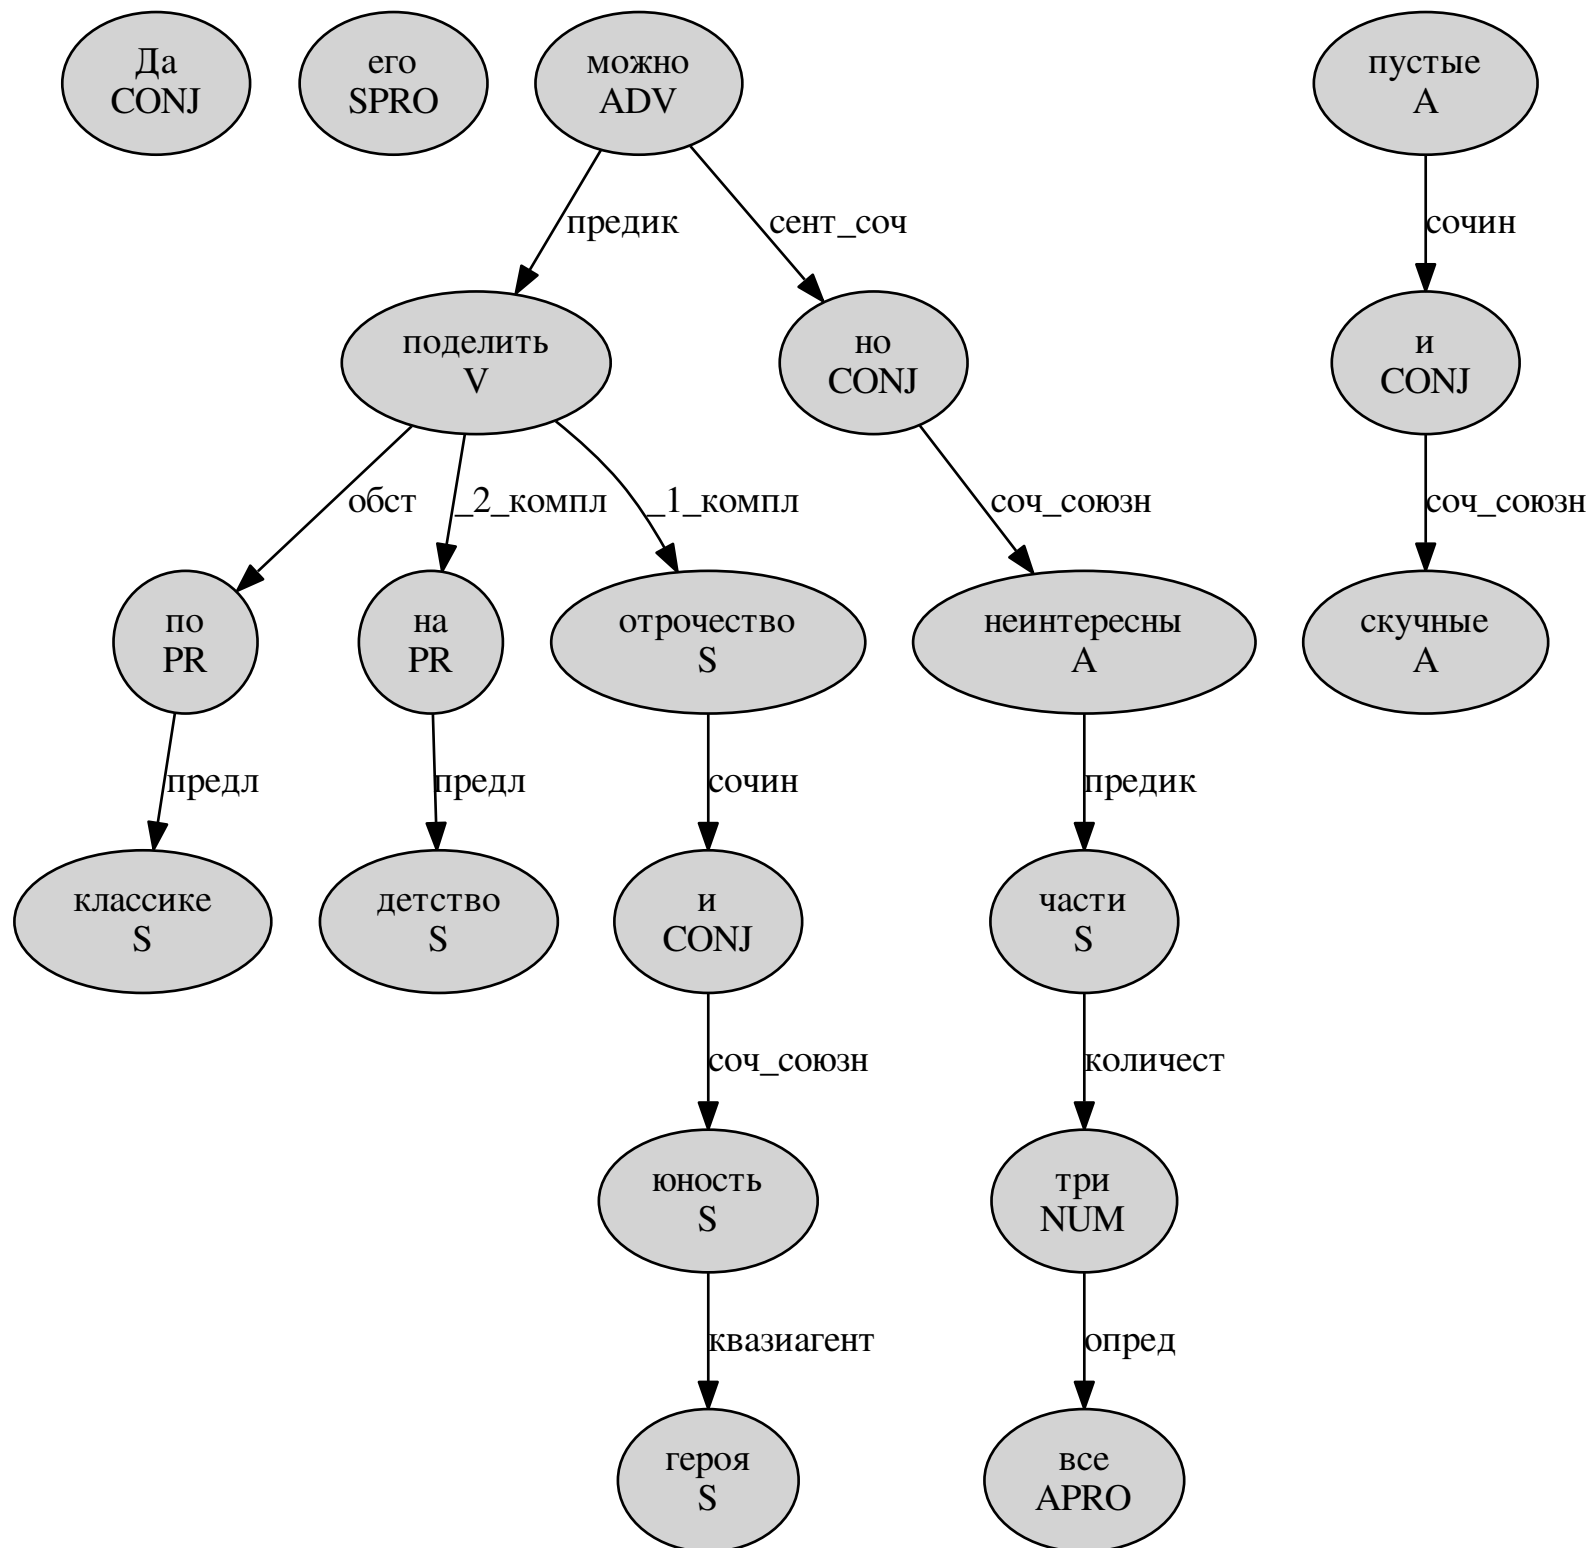 Да
CONJ
его
SPRO
можно
ADV
пустые
A
предик
сент_соч
сочин
поделить
V
но
CONJ
и
CONJ
обст
_2_компл
_1_компл
соч_союзн
соч_союзн
по
PR
на
PR
отрочество
S
неинтересны
A
скучные
A
предл
предл
сочин
предик
классике
S
детство
S
и
CONJ
части
S
соч_союзн
количест
юность
S
три
NUM
квазиагент
опред
героя
S
все
APRO